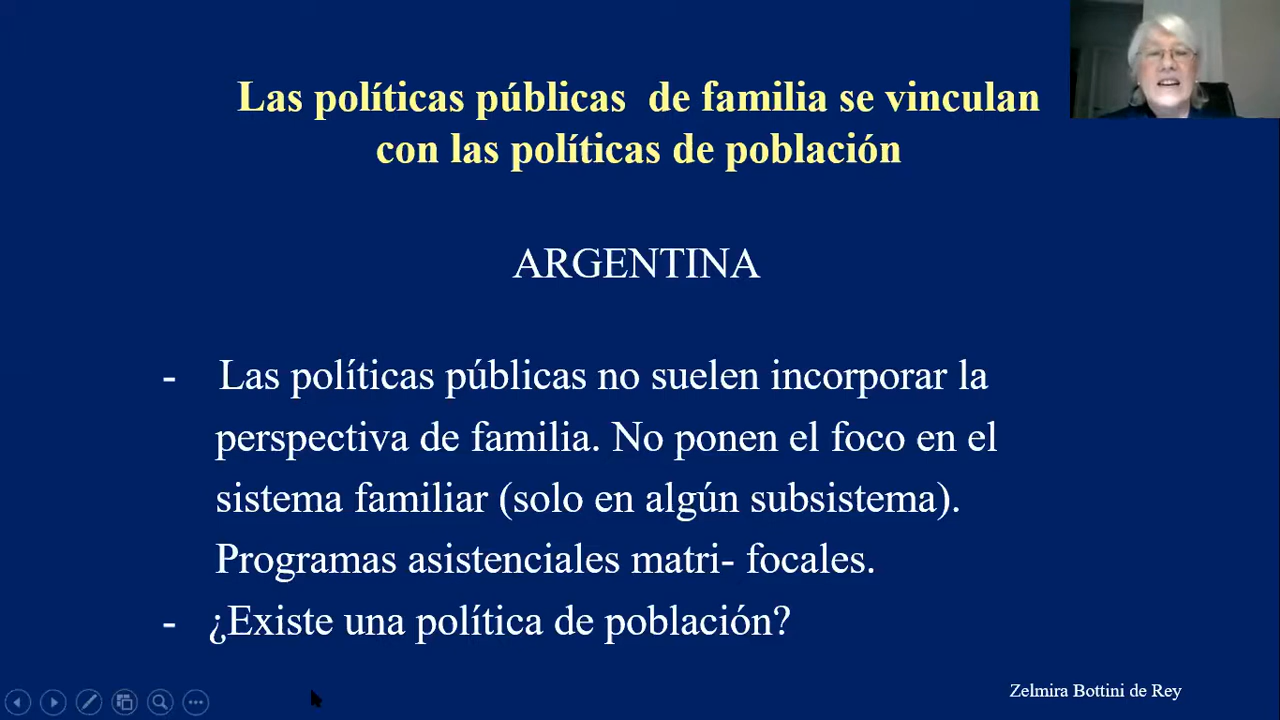 Las políticas públicas  de familia se vinculan
con las políticas de población
ARGENTINA
- Las políticas públicas no suelen incorporar la
perspectiva de familia. No ponen el foco en el
sistema familiar (solo en algún subsistema).
Programas asistenciales matri- focales.
- ¿Existe una política de población?
Zelmira Bottini de Rey